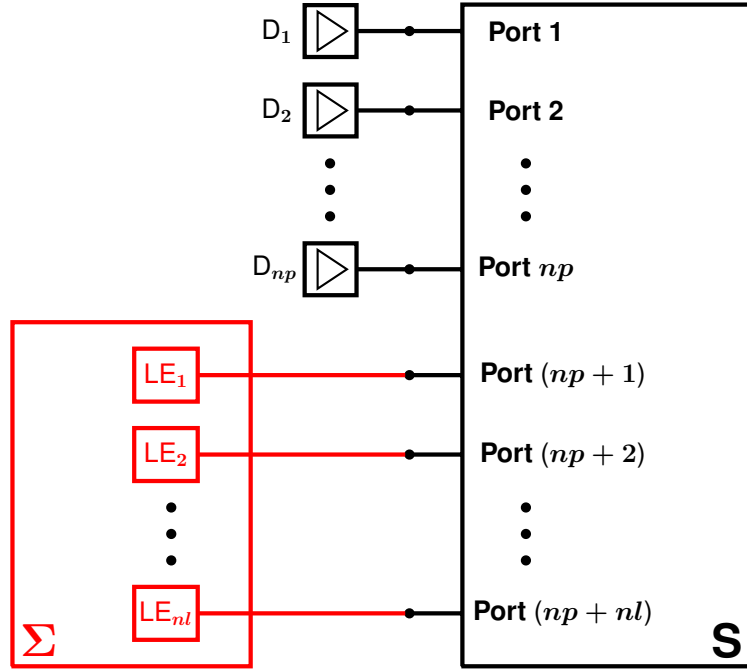 D₁ Port 1
D₂ Port 2
Dₙₚ Port np
LE₁ Port (np + 1)
LE₂ Port (np + 2)
LEₙₗ Port (np + nl)
Σ S